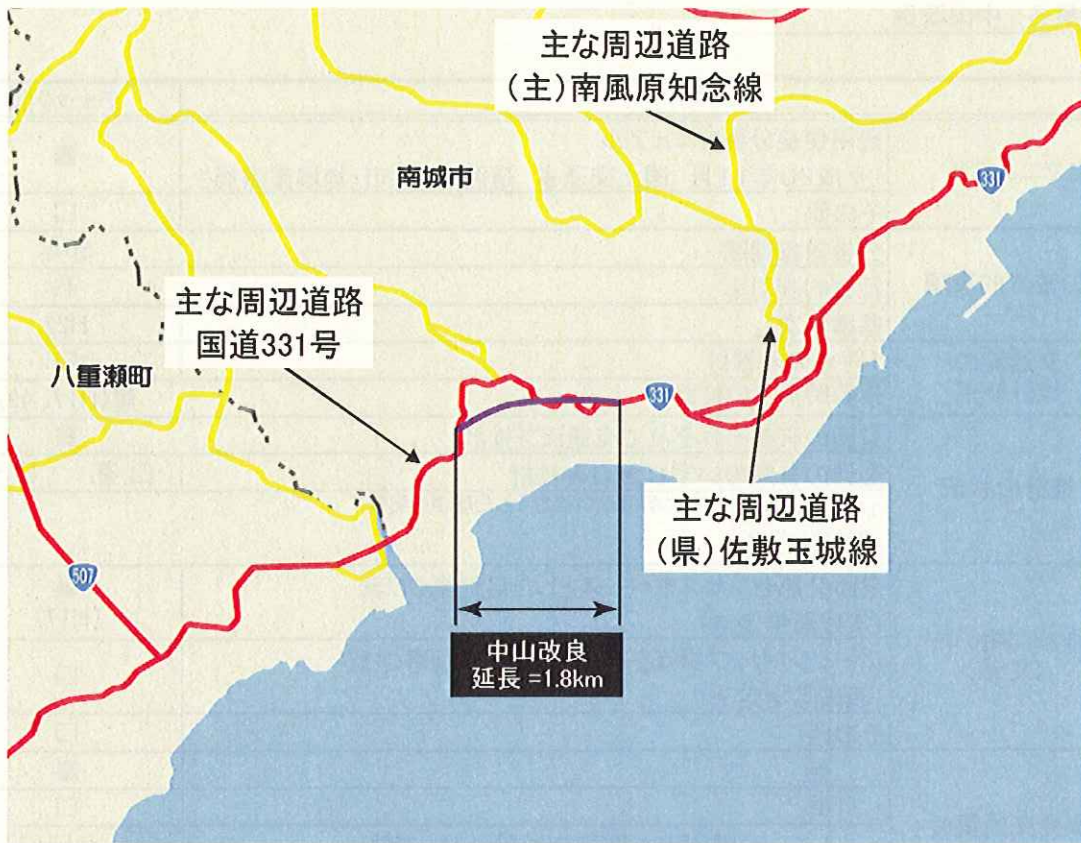 主な周辺道路
(主)南風原知念線
南城市
331
主な周辺道路
国道331号
八重瀬町
331
主な周辺道路
(県)佐敷玉城線
507
中山改良
延長 =1.8km